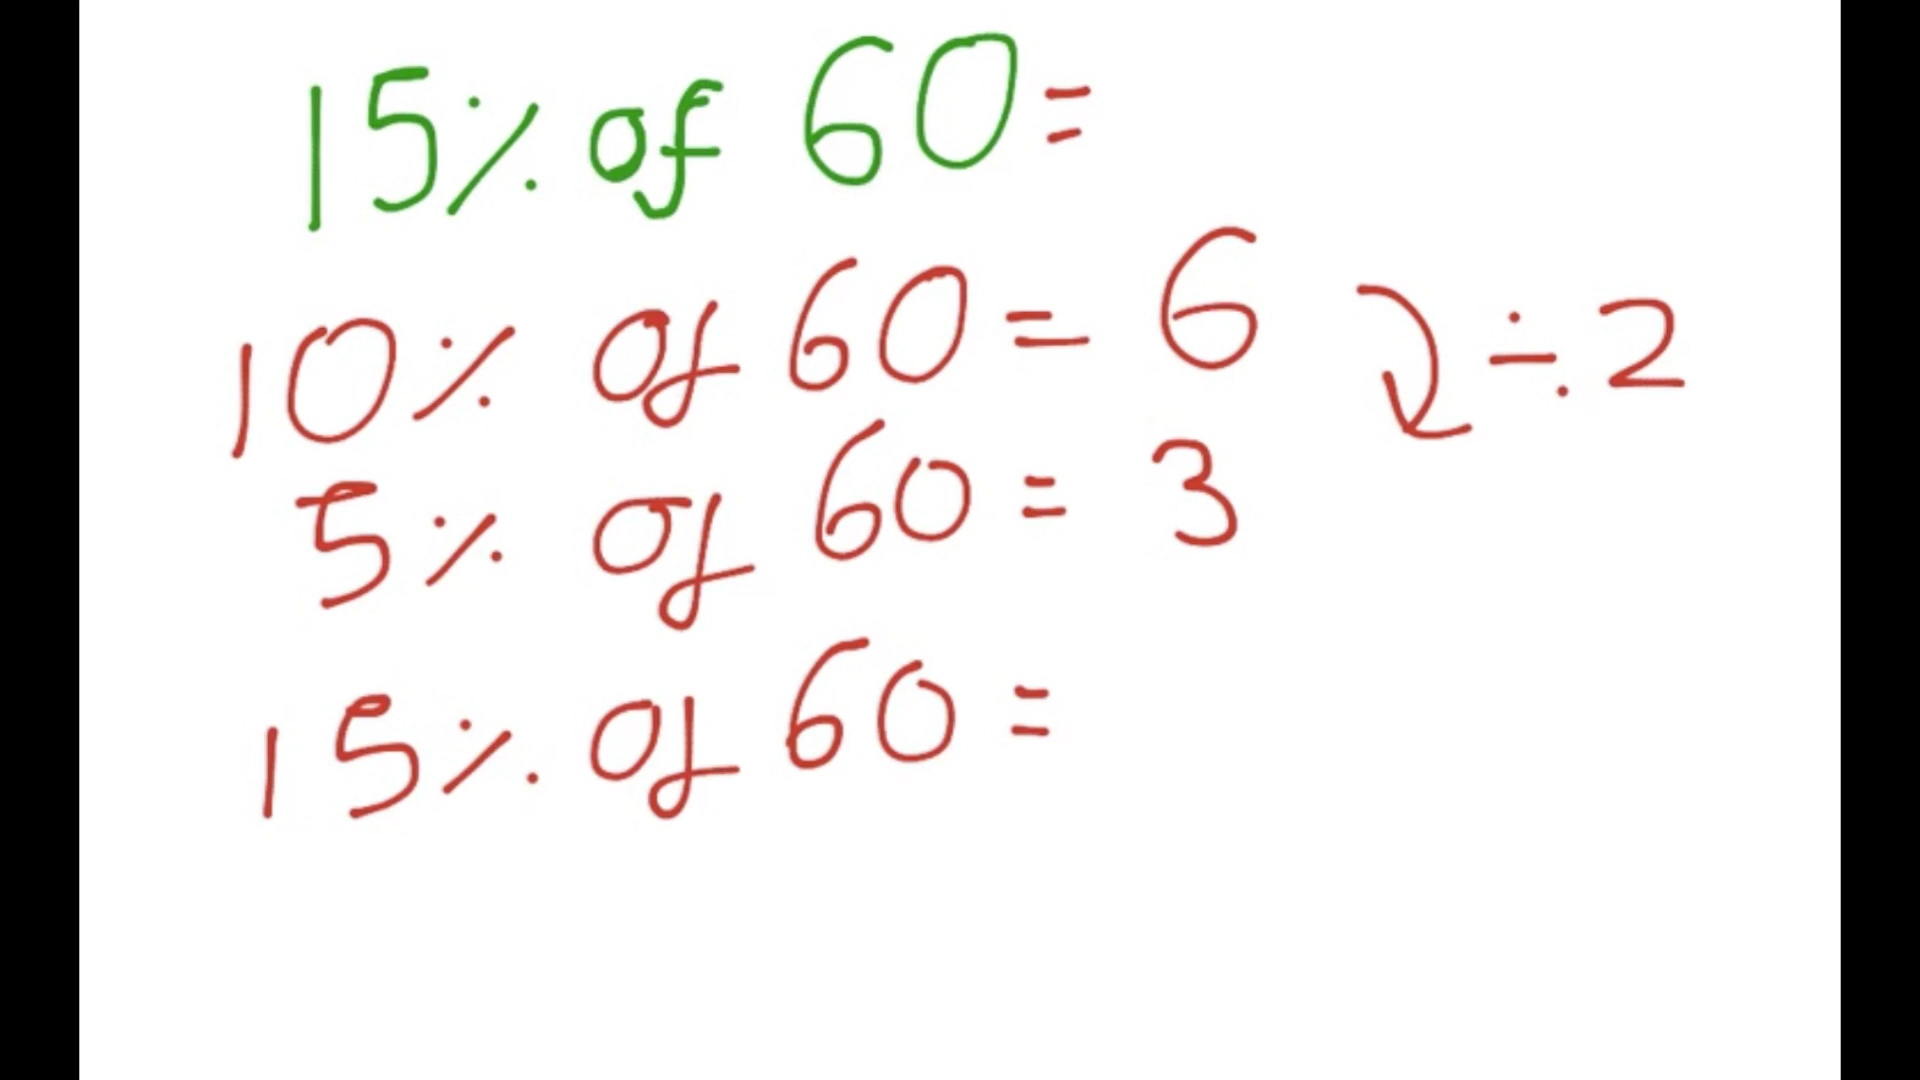 15% of 60=
10% of 60= 6 ÷2
5% of 60 = 3
15% of 60 =